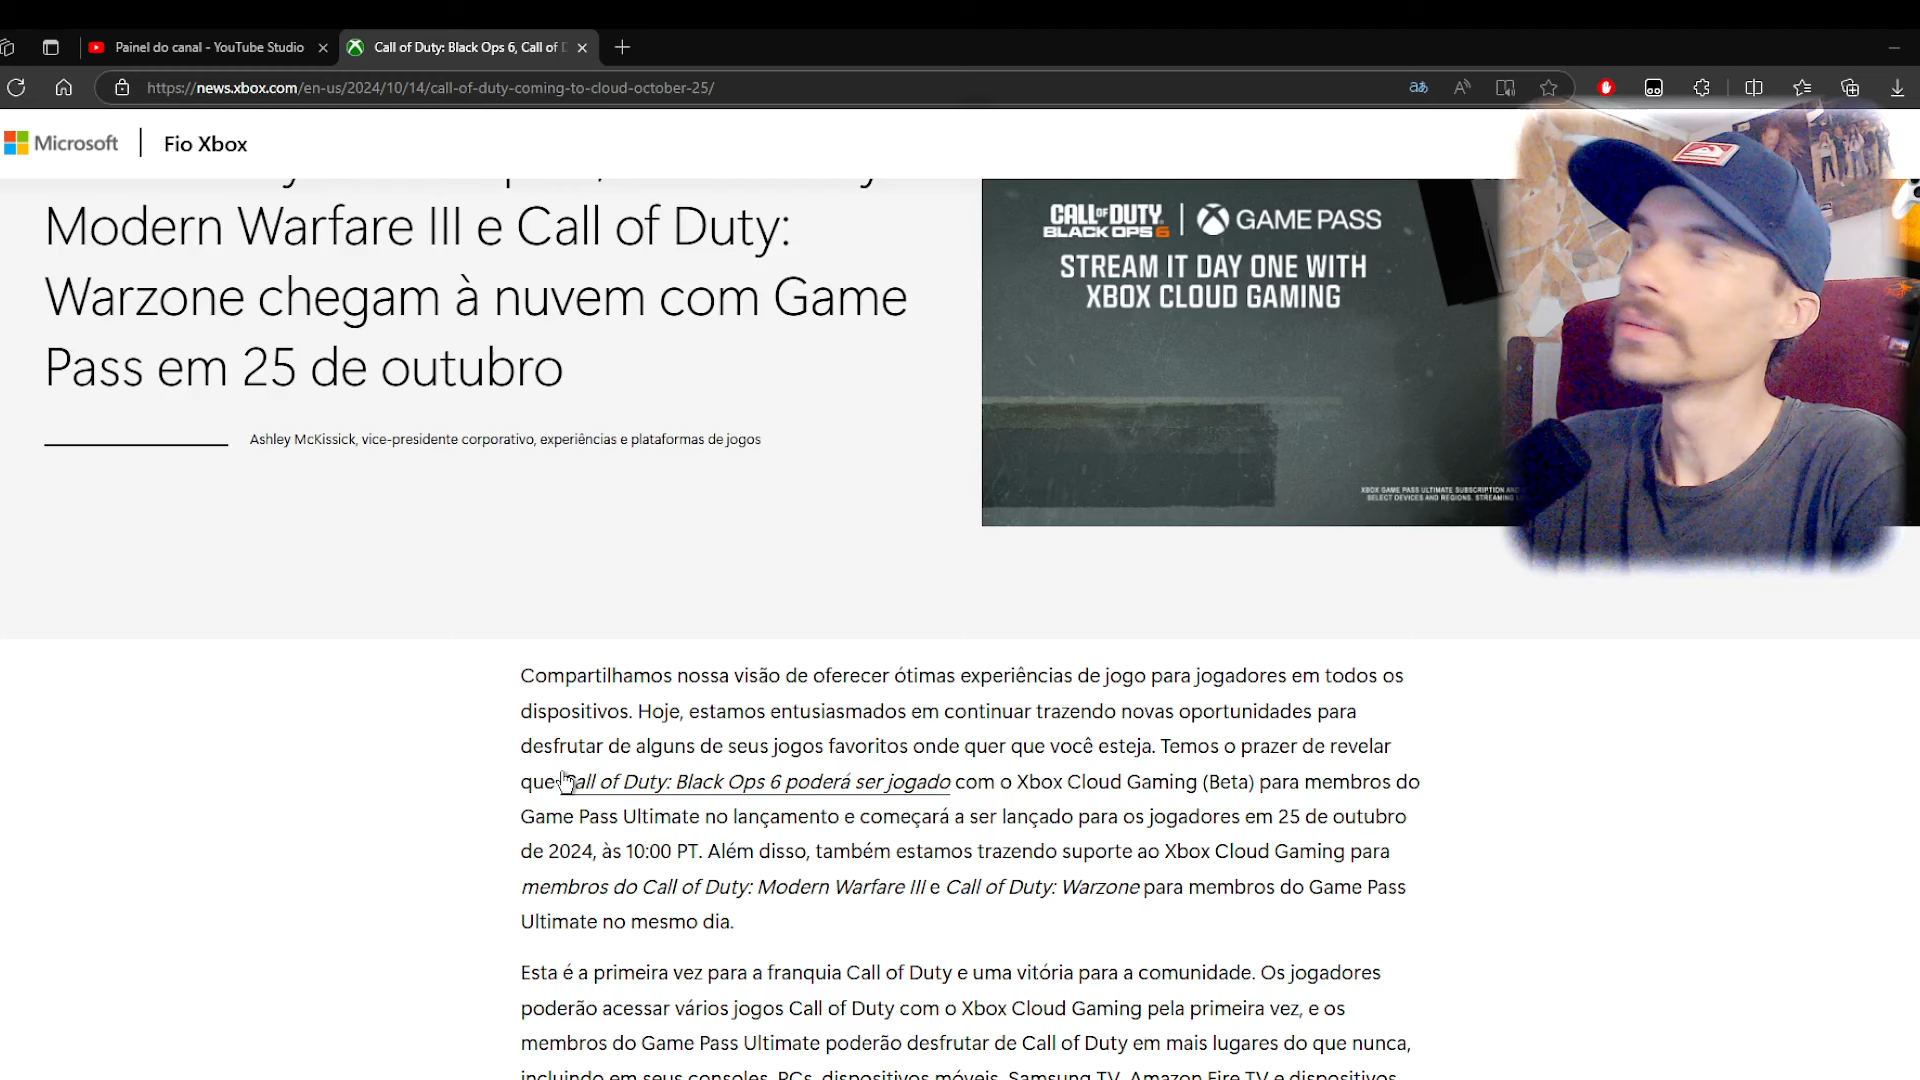 Painel do canal - YouTube Studio
Call of Duty: Black Ops 6, Call of
https://news.xbox.com/en-us/2024/10/14/call-of-duty-coming-to-cloud-october-25/
Microsoft
Fio Xbox
Modern Warfare III e Call of Duty:
Warzone chegam à nuvem com Game
Pass em 25 de outubro
Ashley McKissick, vice-presidente corporativo, experiências e plataformas de jogos
CALL OF DUTY
BLACK OPS 6
GAME PASS
STREAM IT DAY ONE WITH
XBOX CLOUD GAMING
XBOX GAME PASS ULTIMATE SUBSCRIPTION AND
SELECT DEVICES AND REGIONS. STREAMING
Compartilhamos nossa visão de oferecer ótimas experiências de jogo para jogadores em todos os
dispositivos. Hoje, estamos entusiasmados em continuar trazendo novas oportunidades para
desfrutar de alguns de seus jogos favoritos onde quer que você esteja. Temos o prazer de revelar
que Call of Duty: Black Ops 6 poderá ser jogado com o Xbox Cloud Gaming (Beta) para membros do
Game Pass Ultimate no lançamento e começará a ser lançado para os jogadores em 25 de outubro
de 2024, às 10:00 PT. Além disso, também estamos trazendo suporte ao Xbox Cloud Gaming para
membros do Call of Duty: Modern Warfare III e Call of Duty: Warzone para membros do Game Pass
Ultimate no mesmo dia.
Esta é a primeira vez para a franquia Call of Duty e uma vitória para a comunidade. Os jogadores
poderão acessar vários jogos Call of Duty com o Xbox Cloud Gaming pela primeira vez, e os
membros do Game Pass Ultimate poderão desfrutar de Call of Duty em mais lugares do que nunca,
incluindo em seus consoles, PCs, dispositivos móveis, Samsung TV, Amazon Fire TV e dispositivos